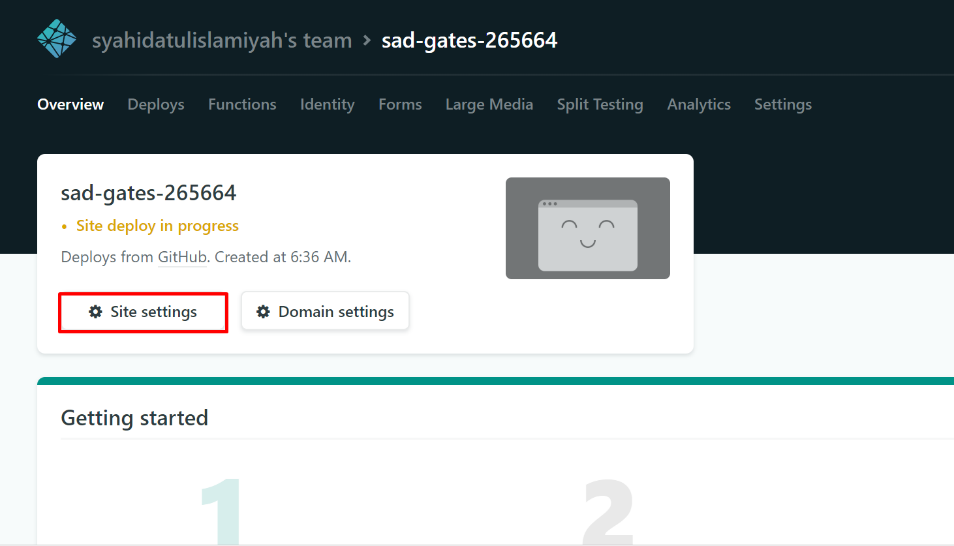 syahidatulislamiyah's team > sad-gates-265664
Overview Deploys Functions Identity Forms Large Media Split Testing Analytics Settings
sad-gates-265664
• Site deploy in progress
Deploys from GitHub. Created at 6:36 AM.
Site settings Domain settings
Getting started
1 2